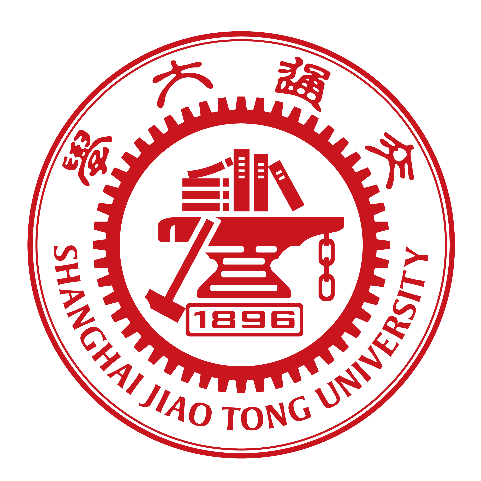 交通大學
1896
SHANGHAI JIAO TONG UNIVERSITY